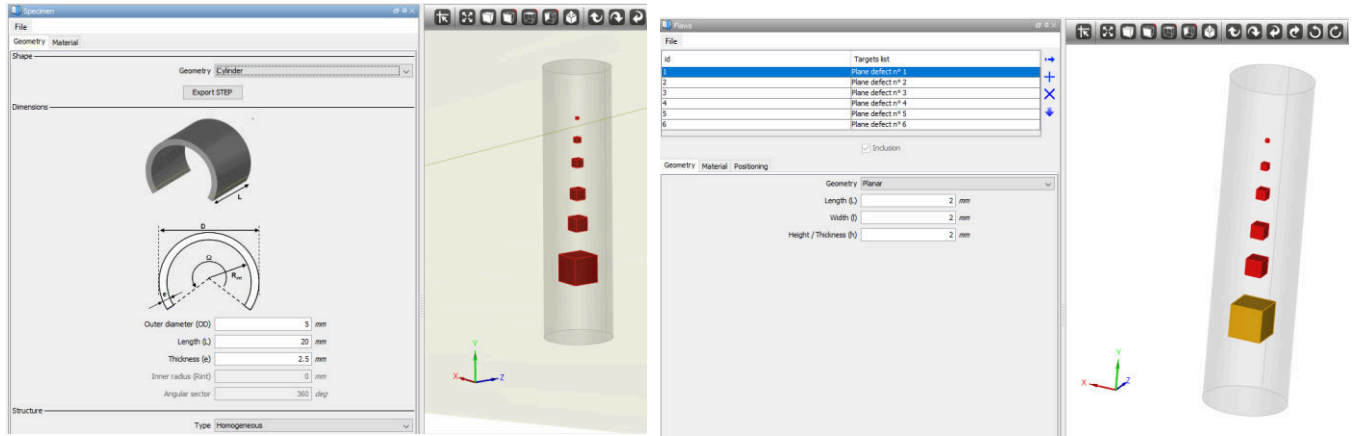 Specimen
File
Geometry Material
Shape
Geometry Cylinder
Export STEP
Dimensions
L
D
Ω
Rint
e
Outer diameter (OD) 5 mm
Length (L) 20 mm
Thickness (e) 2.5 mm
Inner radius (Rint) 0 mm
Angular sector 360 deg
Structure
Type Homogeneous
Y
X Z
Flaws
File
id Targets list
1 Plane defect n° 1
2 Plane defect n° 2
3 Plane defect n° 3
4 Plane defect n° 4
5 Plane defect n° 5
6 Plane defect n° 6
Inclusion
Geometry Material Positioning
Geometry Planar
Length (L) 2 mm
Width (l) 2 mm
Height / Thickness (h) 2 mm
Y
X Z